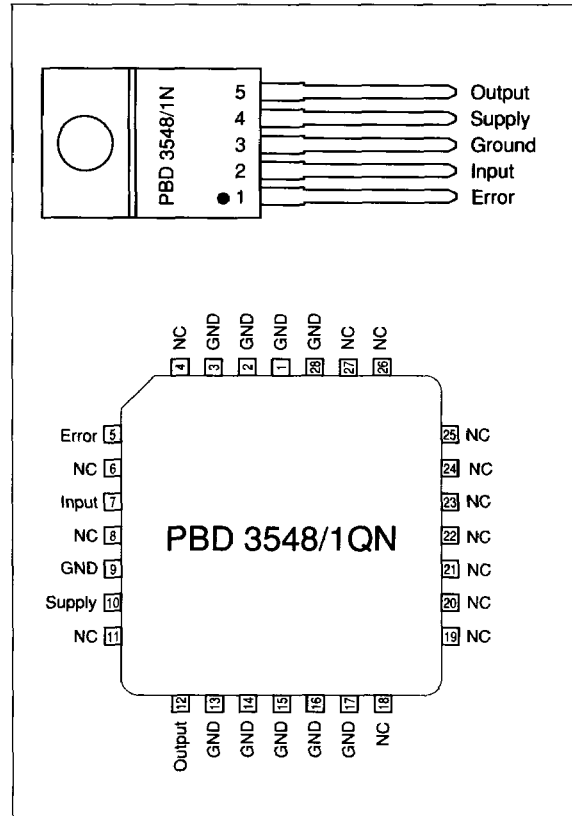 PBD 3548/1N
5 Output
4 Supply
3 Ground
2 Input
1 Error
NC GND GND GND GND NC NC
4 3 2 1 28 27 26
Error 5
NC 6
Input 7
NC 8
GND 9
Supply 10
NC 11
PBD 3548/1QN
25 NC
24 NC
23 NC
22 NC
21 NC
20 NC
19 NC
12 13 14 15 16 17 18
Output GND GND GND GND GND NC